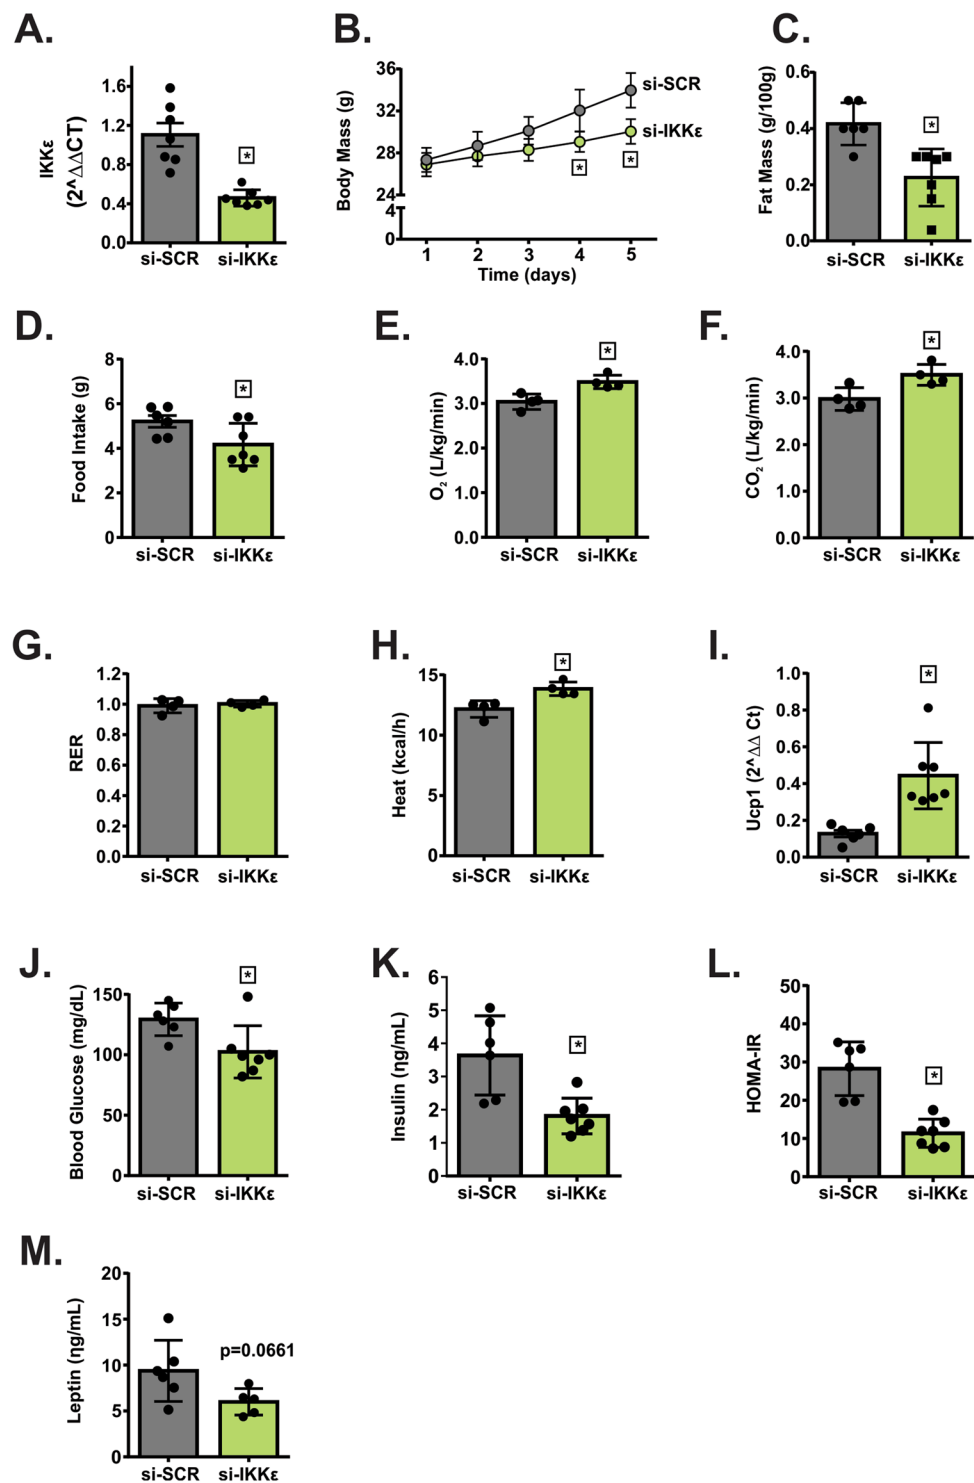 A.
IKKε
(2^ΔΔCT)
1.6
1.2
0.8
0.4
0.0
*
si-SCR
si-IKKε
B.
Body Mass (g)
36
32
28
24
4
0
si-SCR
si-IKKε
*
*
1
2
3
4
5
Time (days)
C.
Fat Mass (g/100g)
0.6
0.4
0.2
0.0
*
si-SCR
si-IKKε
D.
Food Intake (g)
8
6
4
2
0
*
si-SCR
si-IKKε
E.
O₂ (L/kg/min)
4.0
3.0
2.0
1.0
0.0
*
si-SCR
si-IKKε
F.
CO₂ (L/kg/min)
4.0
3.0
2.0
1.0
0.0
*
si-SCR
si-IKKε
G.
RER
1.2
1.0
0.8
0.6
0.4
0.2
0.0
si-SCR
si-IKKε
H.
Heat (kcal/h)
15
10
5
0
*
si-SCR
si-IKKε
I.
Ucp1 (2^ΔΔ Ct)
1.0
0.8
0.6
0.4
0.2
0.0
*
si-SCR
si-IKKε
J.
Blood Glucose (mg/dL)
150
100
50
0
*
si-SCR
si-IKKε
K.
Insulin (ηg/mL)
6
5
4
3
2
1
0
*
si-SCR
si-IKKε
L.
HOMA-IR
50
40
30
20
10
0
*
si-SCR
si-IKKε
M.
Leptin (ηg/mL)
20
15
10
5
0
p=0.0661
si-SCR
si-IKKε